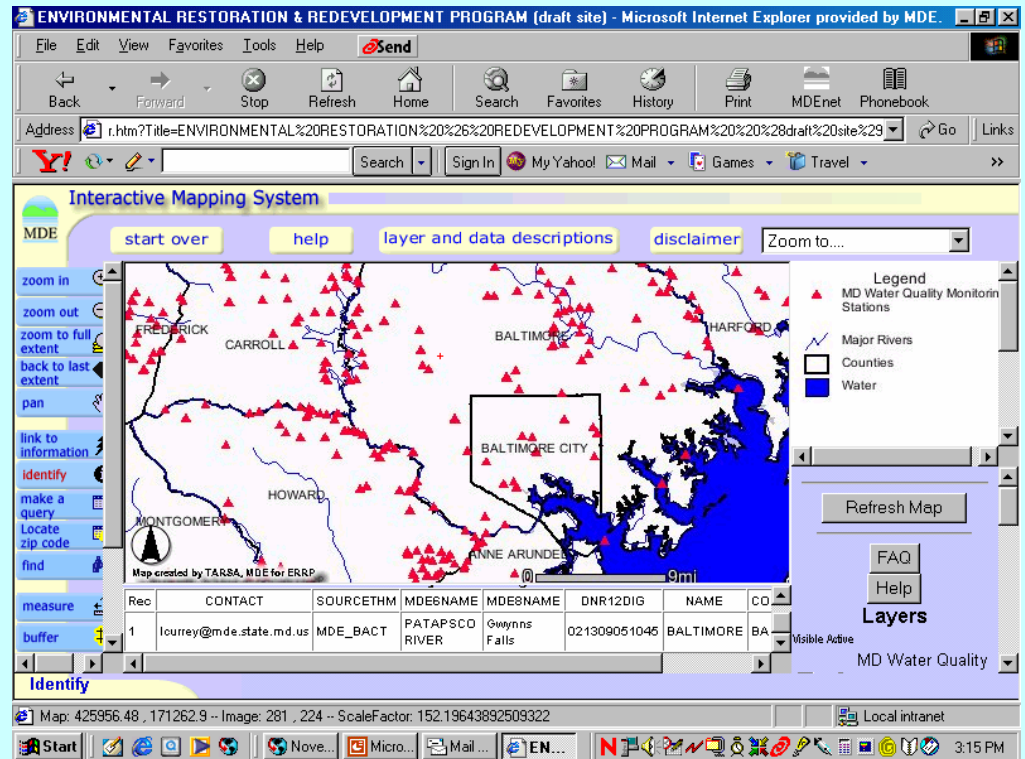 ENVIRONMENTAL RESTORATION & REDEVELOPMENT PROGRAM (draft site) - Microsoft Internet Explorer provided by MDE.
File Edit View Favorites Tools Help Send
Back Forward Stop Refresh Home Search Favorites History Print MDEnet Phonebook
Address r.htm?Title=ENVIRONMENTAL%20RESTORATION%20%26%20REDEVELOPMENT%20PROGRAM%20%20%28draft%20site%29 Go Links
Y! Search Sign In My Yahoo! Mail Games Travel »
Interactive Mapping System
MDE
start over help layer and data descriptions disclaimer Zoom to....
zoom in
zoom out
zoom to full
extent
back to last
extent
pan
link to
information
identify
make a
query
Locate
zip code
find
measure
buffer
FREDERICK
CARROLL
BALTIMORE
HARFORD
BALTIMORE CITY
HOWARD
MONTGOMERY
ANNE ARUNDEL
Map created by TARSA, MDE for ERRP
0 9mi
Legend
MD Water Quality Monitorin
Stations
Major Rivers
Counties
Water
Refresh Map
FAQ
Help
Layers
Visible Active
MD Water Quality
Rec CONTACT SOURCETHM MDE6NAME MDE8NAME DNR12DIG NAME CO
1 lcurrey@mde.state.md.us MDE_BACT PATAPSCO RIVER Gwynns Falls 021309051045 BALTIMORE BA
Identify
Map: 425956.48 , 171262.9 -- Image: 281 , 224 -- ScaleFactor: 152.19643892509322 Local intranet
Start Nove... Micro... Mail ... EN... 3:15 PM